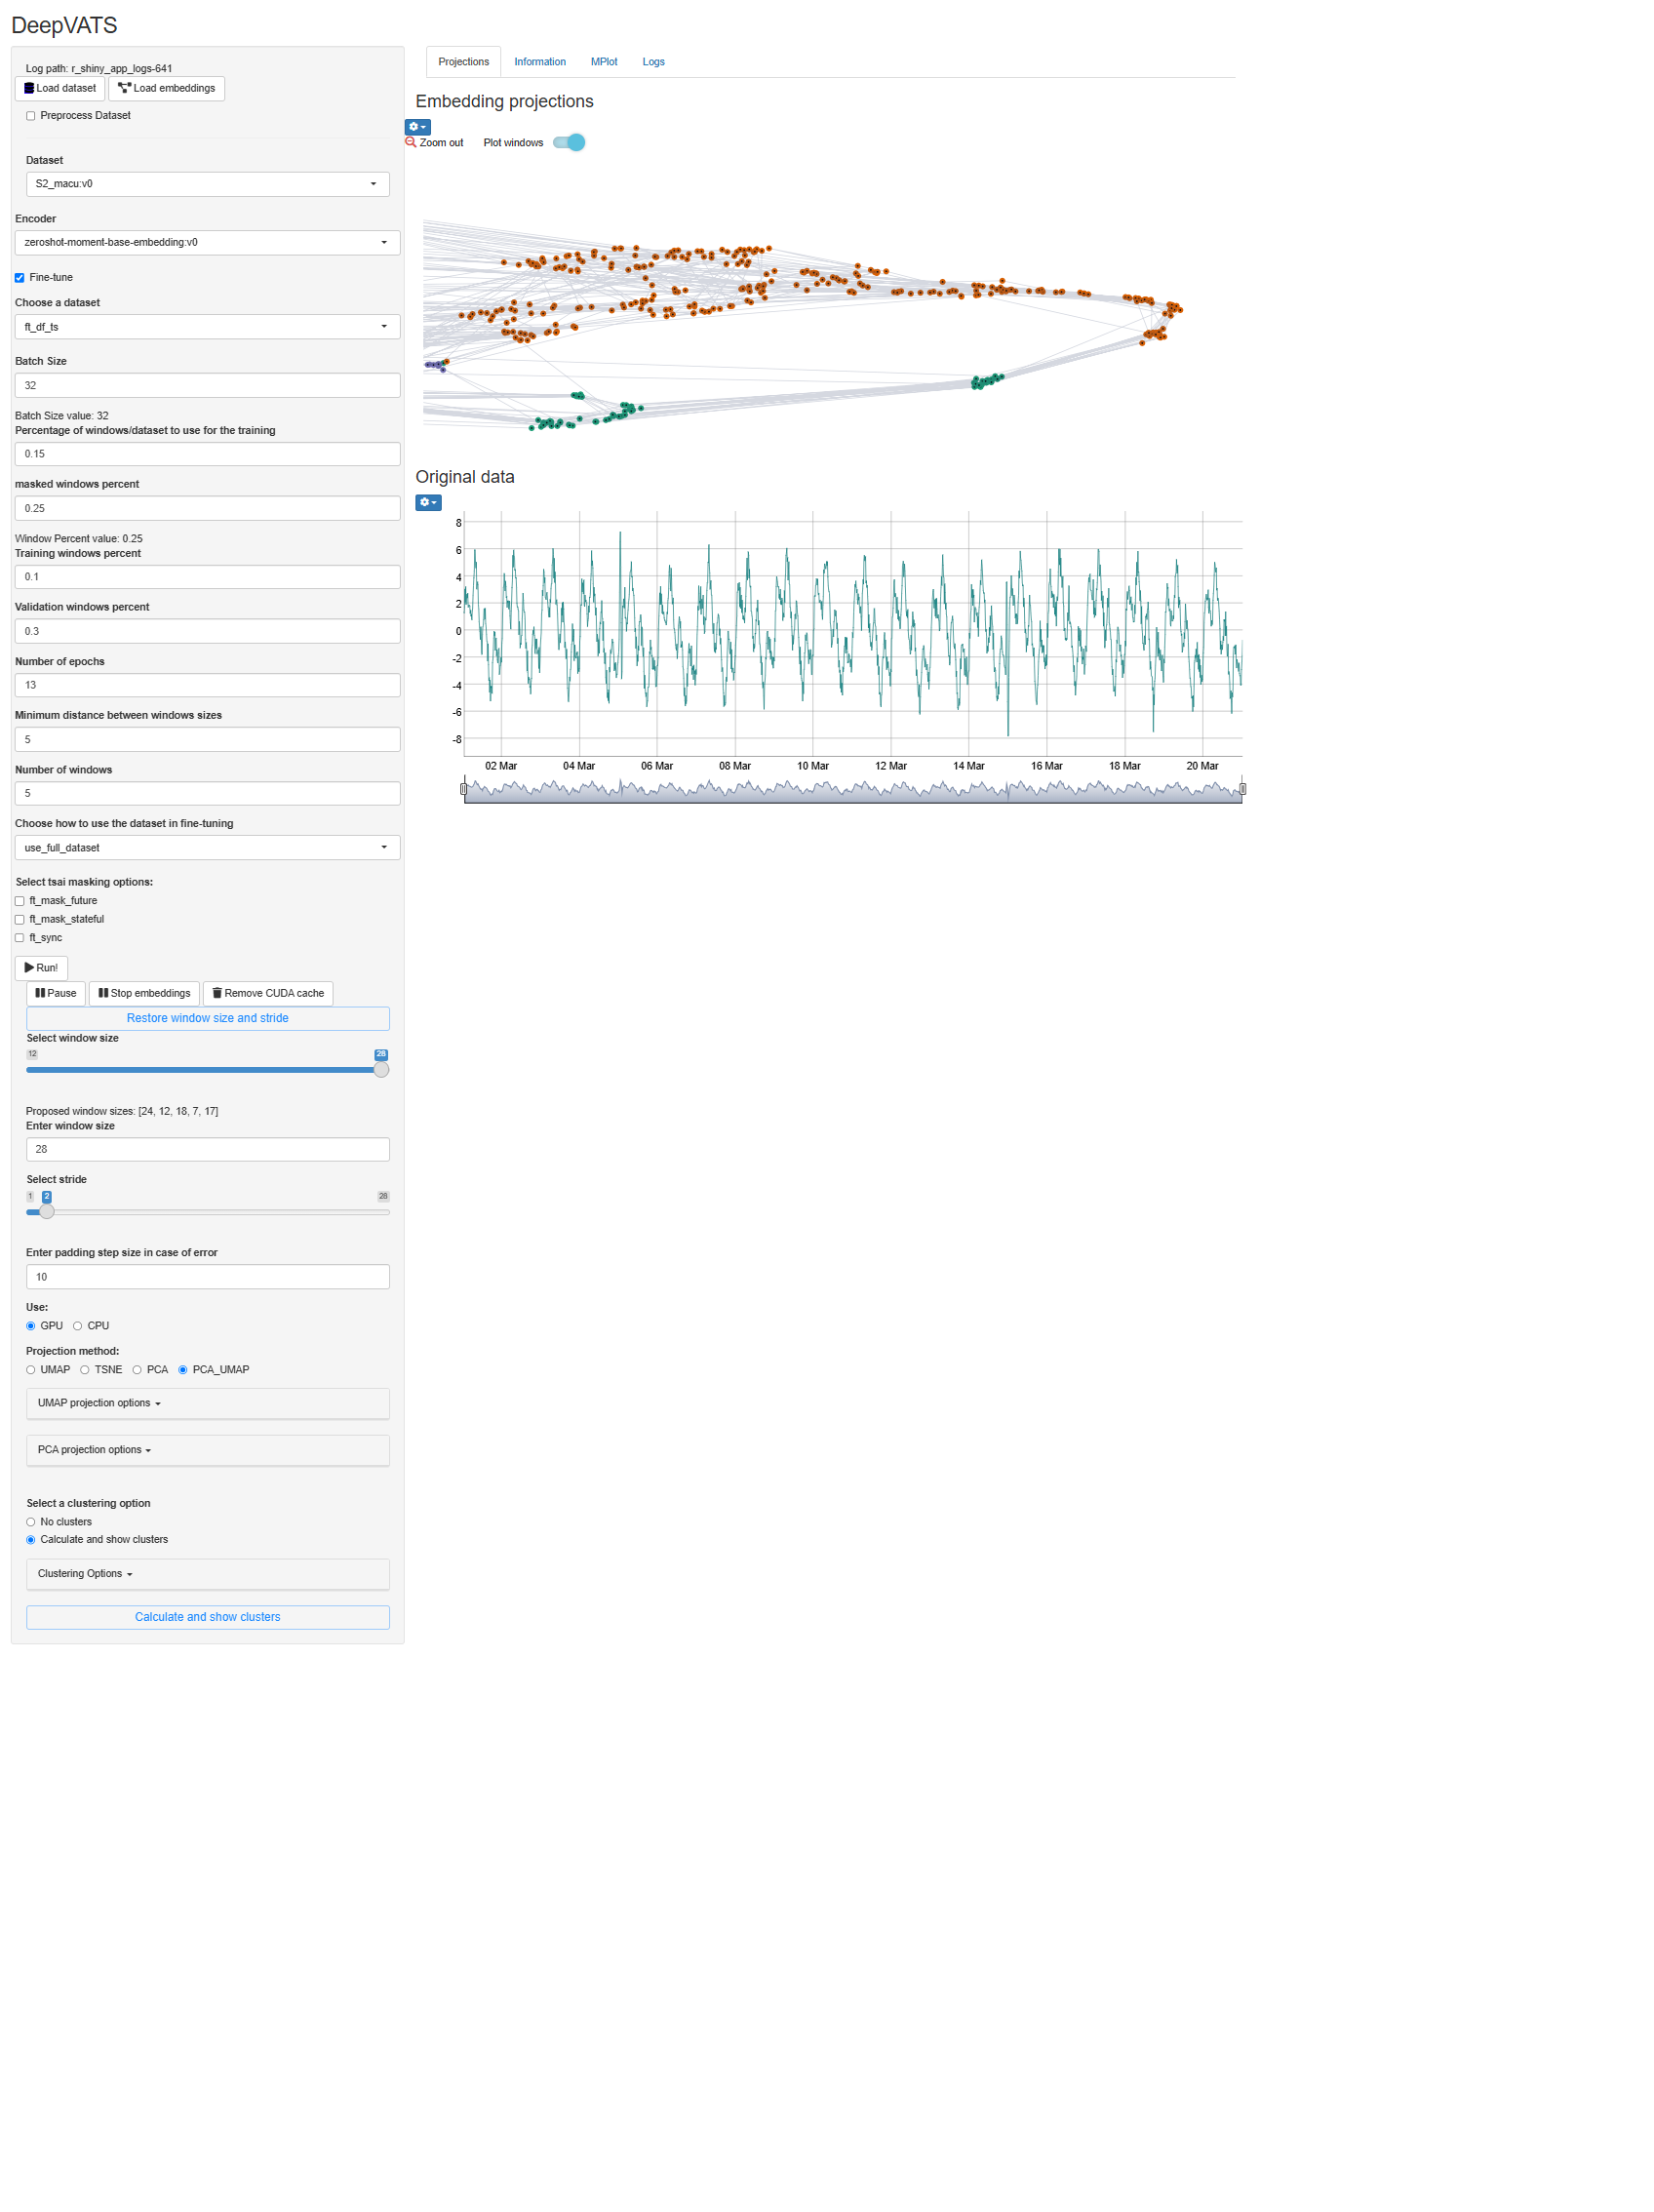 DeepVATS
Log path: r_shiny_app_logs-641
Load dataset
Load embeddings
Preprocess Dataset
Dataset
S2_macu:v0
Encoder
zeroshot-moment-base-embedding:v0
Fine-tune
Choose a dataset
ft_df_ts
Batch Size
32
Batch Size value: 32
Percentage of windows/dataset to use for the training
0.15
masked windows percent
0.25
Window Percent value: 0.25
Training windows percent
0.1
Validation windows percent
0.3
Number of epochs
13
Minimum distance between windows sizes
5
Number of windows
5
Choose how to use the dataset in fine-tuning
use_full_dataset
Select tsai masking options:
ft_mask_future
ft_mask_stateful
ft_sync
Run!
Pause
Stop embeddings
Remove CUDA cache
Restore window size and stride
Select window size
12 28
Proposed window sizes: [24, 12, 18, 7, 17]
Enter window size
28
Select stride
1 2 28
Enter padding step size in case of error
10
Use:
GPU CPU
Projection method:
UMAP TSNE PCA PCA_UMAP
UMAP projection options
PCA projection options
Select a clustering option
No clusters
Calculate and show clusters
Clustering Options
Calculate and show clusters
Projections Information MPlot Logs
Embedding projections
Zoom out Plot windows
Original data
8
6
4
2
0
-2
-4
-6
-8
02 Mar 04 Mar 06 Mar 08 Mar 10 Mar 12 Mar 14 Mar 16 Mar 18 Mar 20 Mar